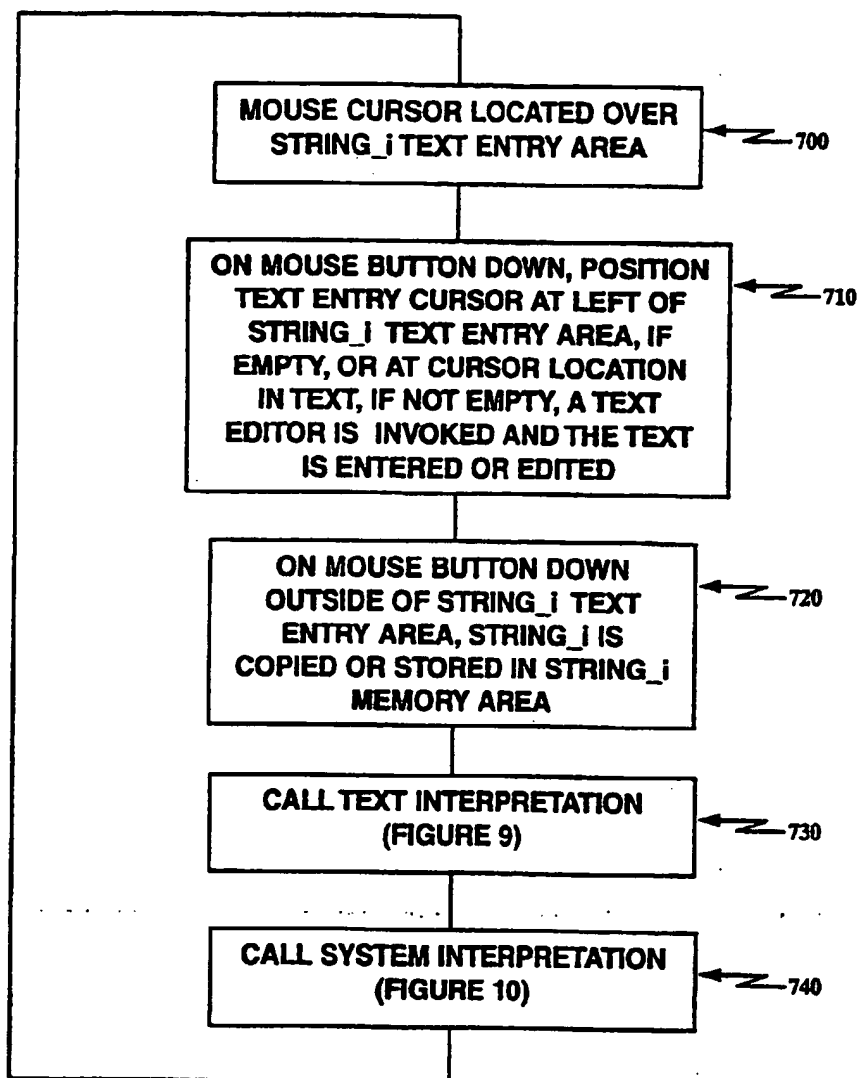 MOUSE CURSOR LOCATED OVER
STRING_i TEXT ENTRY AREA
700
ON MOUSE BUTTON DOWN, POSITION
TEXT ENTRY CURSOR AT LEFT OF
STRING_i TEXT ENTRY AREA, IF
EMPTY, OR AT CURSOR LOCATION
IN TEXT, IF NOT EMPTY, A TEXT
EDITOR IS INVOKED AND THE TEXT
IS ENTERED OR EDITED
710
ON MOUSE BUTTON DOWN
OUTSIDE OF STRING_i TEXT
ENTRY AREA, STRING_i IS
COPIED OR STORED IN STRING_i
MEMORY AREA
720
CALL TEXT INTERPRETATION
(FIGURE 9)
730
CALL SYSTEM INTERPRETATION
(FIGURE 10)
740